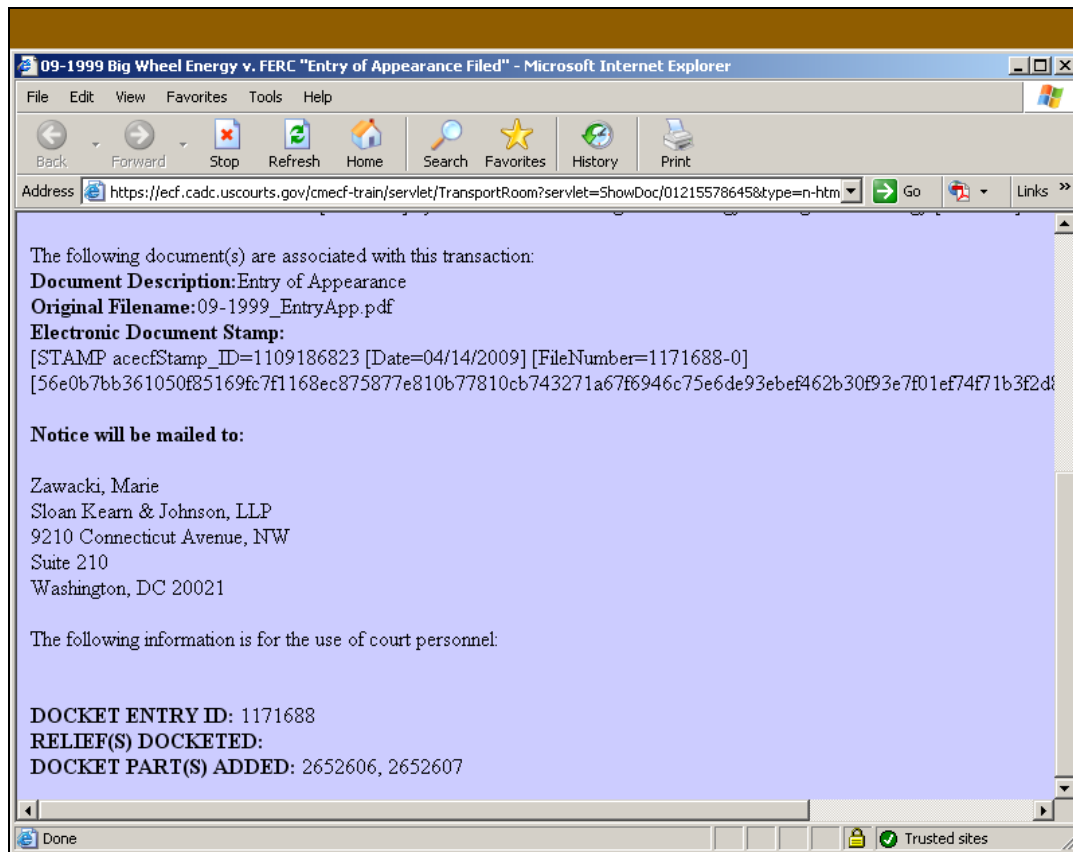 09-1999 Big Wheel Energy v. FERC "Entry of Appearance Filed" - Microsoft Internet Explorer
File Edit View Favorites Tools Help
Back Forward Stop Refresh Home Search Favorites History Print
Address https://ecf.cadc.uscourts.gov/cmecf-train/servlet/TransportRoom?servlet=ShowDoc/01215578645&type=n-htm Go Links »
The following document(s) are associated with this transaction:
Document Description:Entry of Appearance
Original Filename:09-1999_EntryApp.pdf
Electronic Document Stamp:
[STAMP acecfStamp_ID=1109186823 [Date=04/14/2009] [FileNumber=1171688-0]
[56e0b7bb361050f85169fc7f1168ec875877e810b77810cb743271a67f6946c75e6de93ebef462b30f93e7f01ef74f71b3f2d8
Notice will be mailed to:
Zawacki, Marie
Sloan Kearn & Johnson, LLP
9210 Connecticut Avenue, NW
Suite 210
Washington, DC 20021
The following information is for the use of court personnel:
DOCKET ENTRY ID: 1171688
RELIEF(S) DOCKETED:
DOCKET PART(S) ADDED: 2652606, 2652607
Done Trusted sites